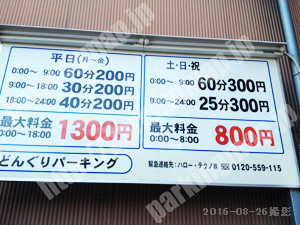 平日(月~金)
0:00~ 9:00 60分200円
9:00~18:00 30分200円
18:00~24:00 40分200円
最大料金
0:00~18:00 1300円
どんぐりパーキング
土・日・祝
0:00~ 9:00 60分300円
9:00~24:00 25分300円
最大料金
0:00~ 8:00 800円
緊急連絡先:ハロー・テクノ㈱ 0120-559-115
2016-08-26撮影